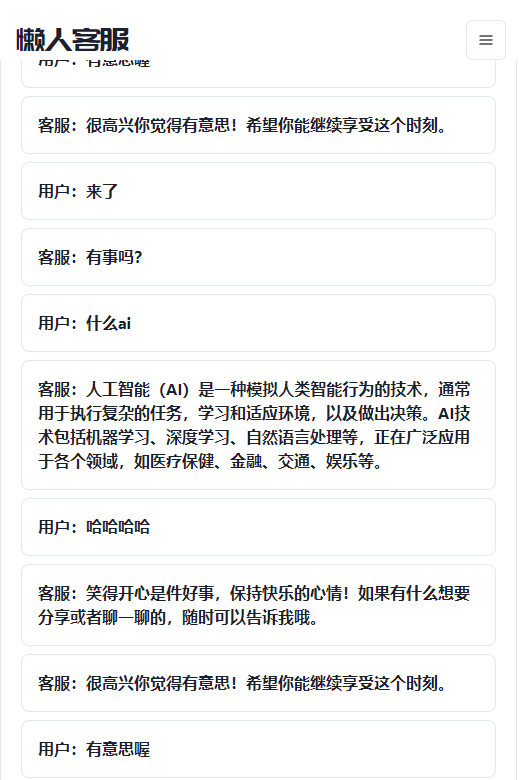 懒人客服
用户：有意思喔
客服：很高兴你觉得有意思！希望你能继续享受这个时刻。
用户：来了
客服：有事吗?
用户：什么ai
客服：人工智能（AI）是一种模拟人类智能行为的技术，通常
用于执行复杂的任务，学习和适应环境，以及做出决策。AI技
术包括机器学习、深度学习、自然语言处理等，正在广泛应用
于各个领域，如医疗保健、金融、交通、娱乐等。
用户：哈哈哈哈
客服：笑得开心是件好事，保持快乐的心情！如果有什么想要
分享或者聊一聊的，随时可以告诉我哦。
客服：很高兴你觉得有意思！希望你能继续享受这个时刻。
用户：有意思喔